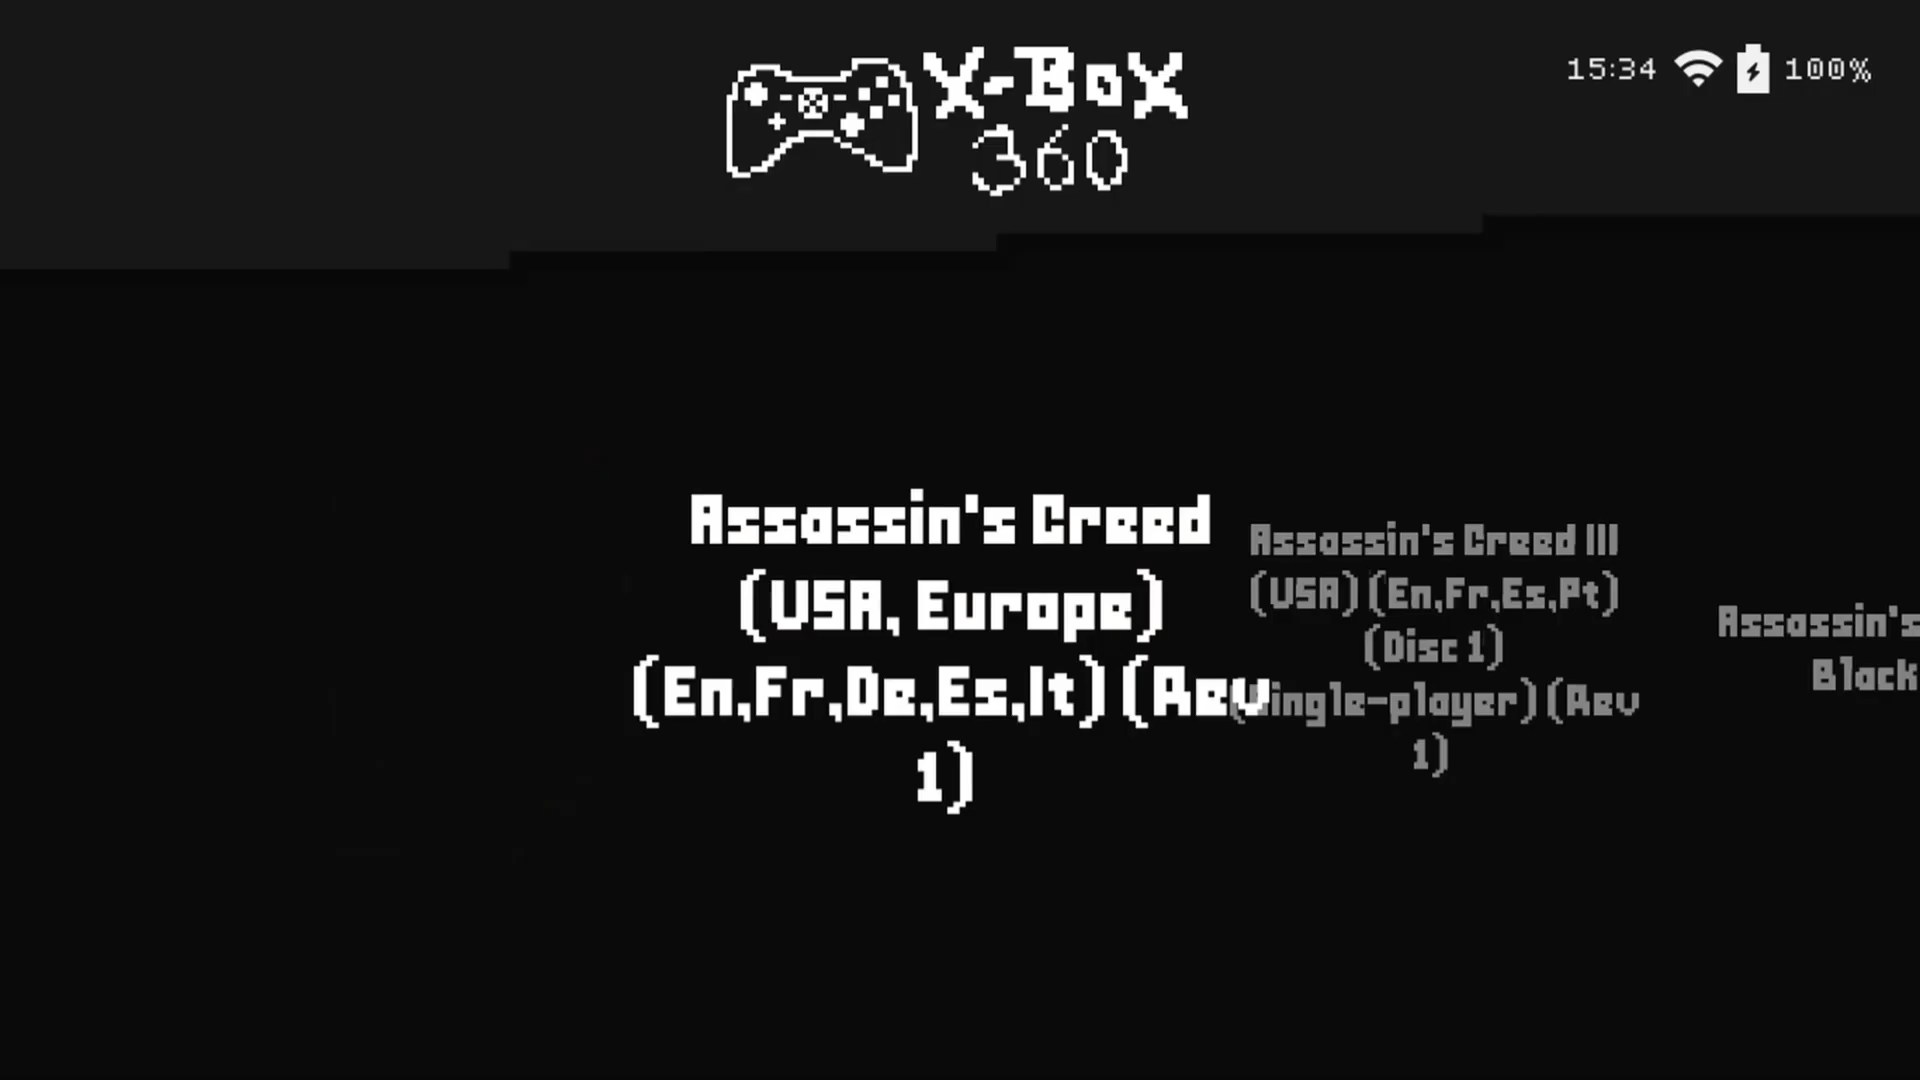 X-BoX
360
15:34
100%
Assassin's Creed
(USA, Europe)
(En,Fr,De,Es,It) (Rev
1)
Assassin's Creed III
(USA) (En,Fr,Es,Pt)
(Disc 1)
(Single-player) (Rev
1)
Assassin's
Black